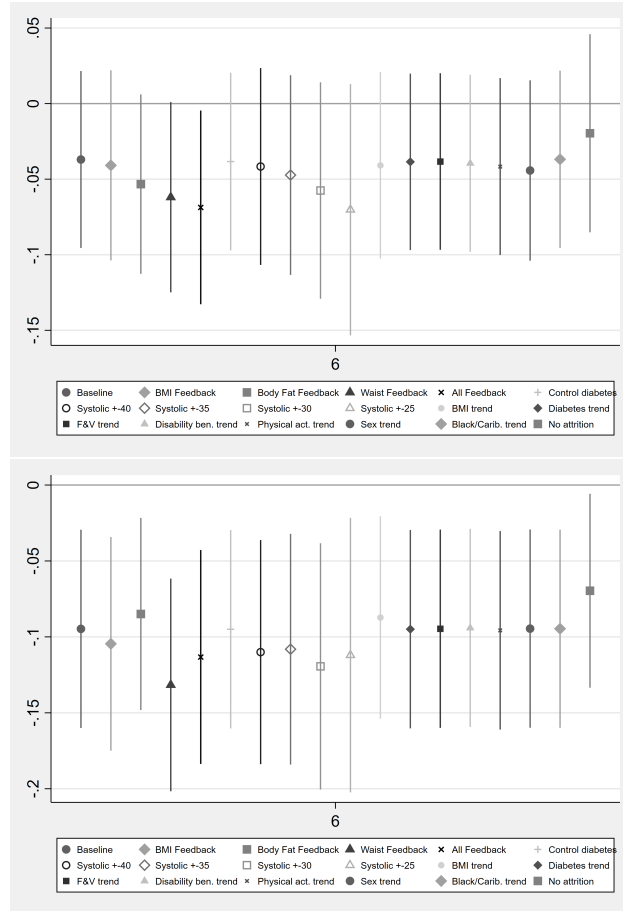 .05
0
-.05
-.1
-.15
6
Baseline BMI Feedback Body Fat Feedback Waist Feedback All Feedback Control diabetes
Systolic +-40 Systolic +-35 Systolic +-30 Systolic +-25 BMI trend Diabetes trend
F&V trend Disability ben. trend Physical act. trend Sex trend Black/Carib. trend No attrition
0
-.05
-.1
-.15
-.2
6
Baseline BMI Feedback Body Fat Feedback Waist Feedback All Feedback Control diabetes
Systolic +-40 Systolic +-35 Systolic +-30 Systolic +-25 BMI trend Diabetes trend
F&V trend Disability ben. trend Physical act. trend Sex trend Black/Carib. trend No attrition